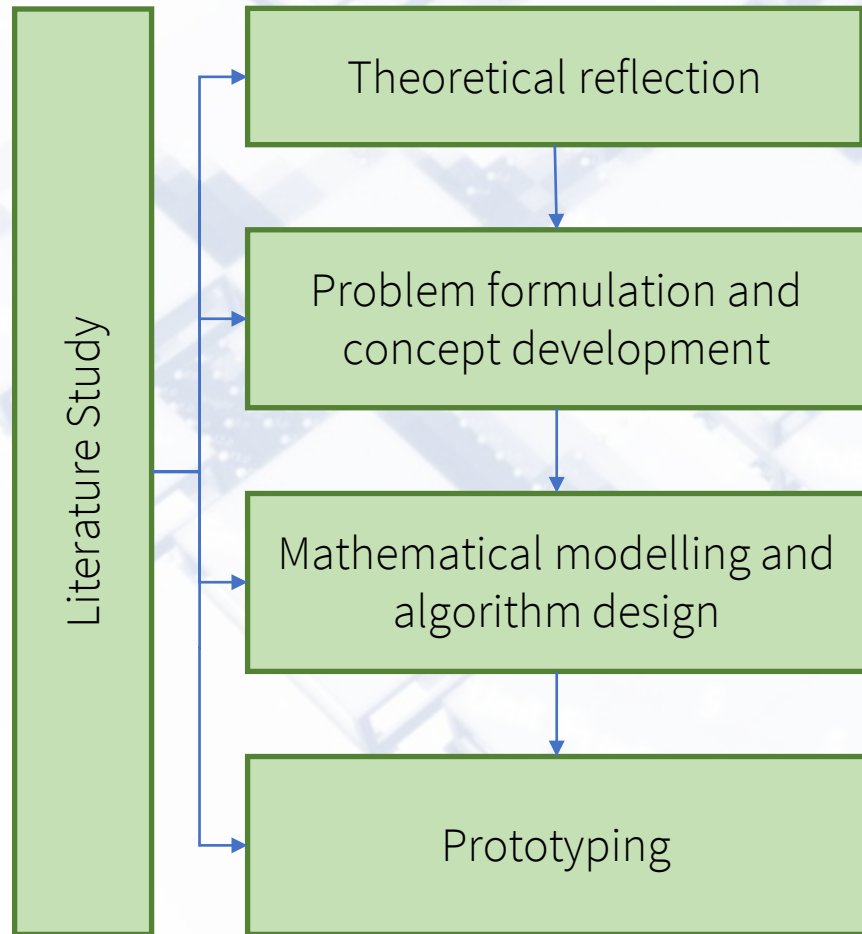 Literature Study
Theoretical reflection
Problem formulation and
concept development
Mathematical modelling and
algorithm design
Prototyping